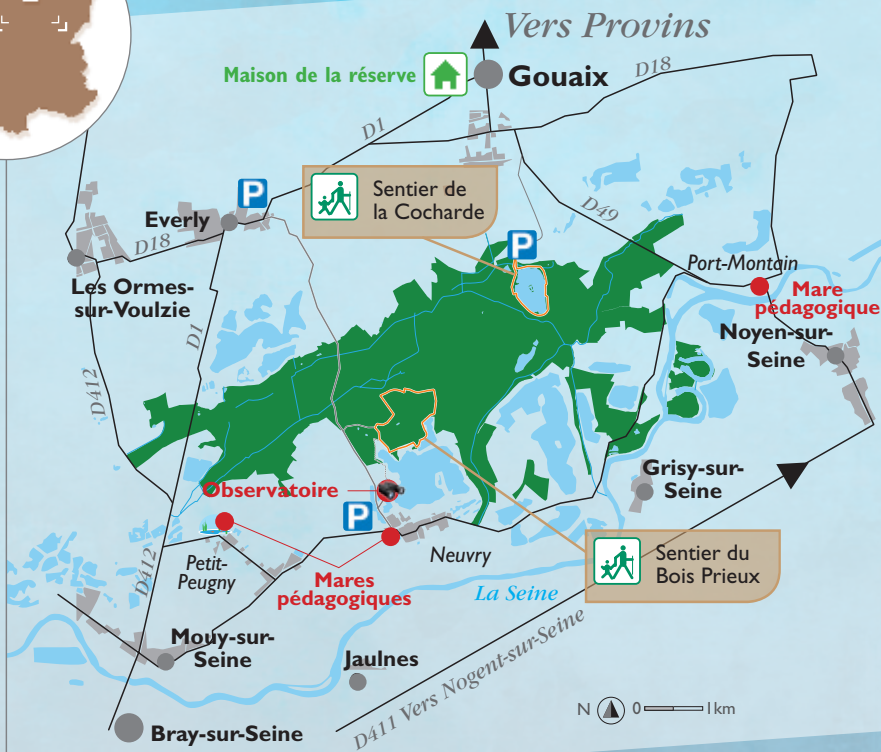 Vers Provins
Maison de la réserve
Gouaix
D18
D1
P
Sentier de
la Cocharde
Everly
D18
D49
P
Les Ormes-
sur-Voulzie
Port-Montain
Mare
pédagogique
D1
Noyen-sur-
Seine
D412
Observatoire
Grisy-sur-
Seine
P
Neuvry
Petit-
Peugny
D412
Mares
pédagogiques
Sentier du
Bois Prieux
La Seine
Mouy-sur-
Seine
Jaulnes
D411 Vers Nogent-sur-Seine
N 0 1km
Bray-sur-Seine